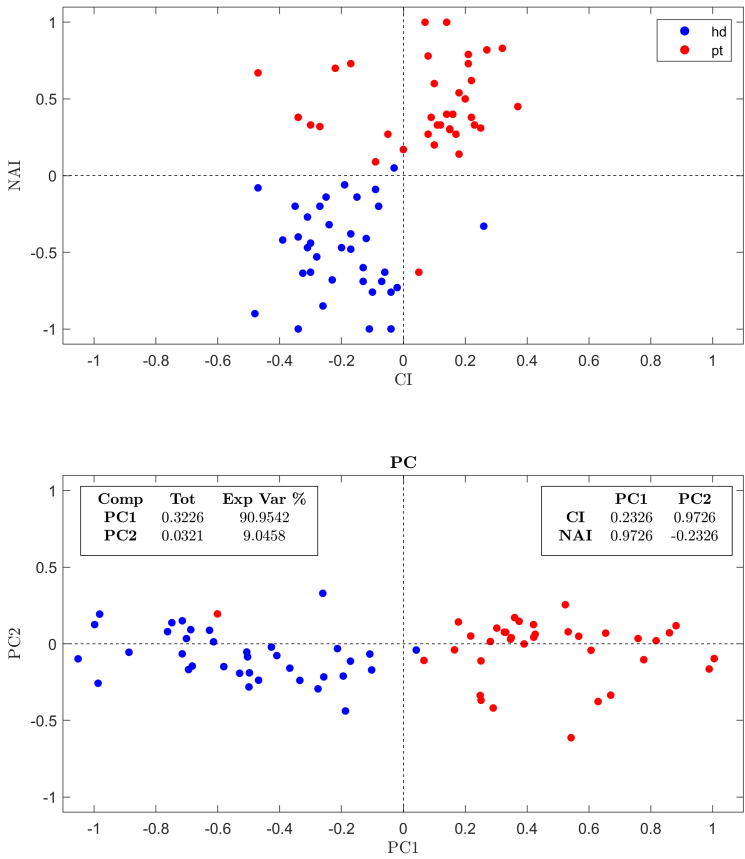 1
0.5
0
-0.5
-1
NAI
hd
pt
-1 -0.8 -0.6 -0.4 -0.2 0 0.2 0.4 0.6 0.8 1
CI
PC
1
0.5
0
-0.5
-1
PC2
Comp Tot Exp Var %
PC1 0.3226 90.9542
PC2 0.0321 9.0458
PC1 PC2
CI 0.2326 0.9726
NAI 0.9726 -0.2326
-1 -0.8 -0.6 -0.4 -0.2 0 0.2 0.4 0.6 0.8 1
PC1